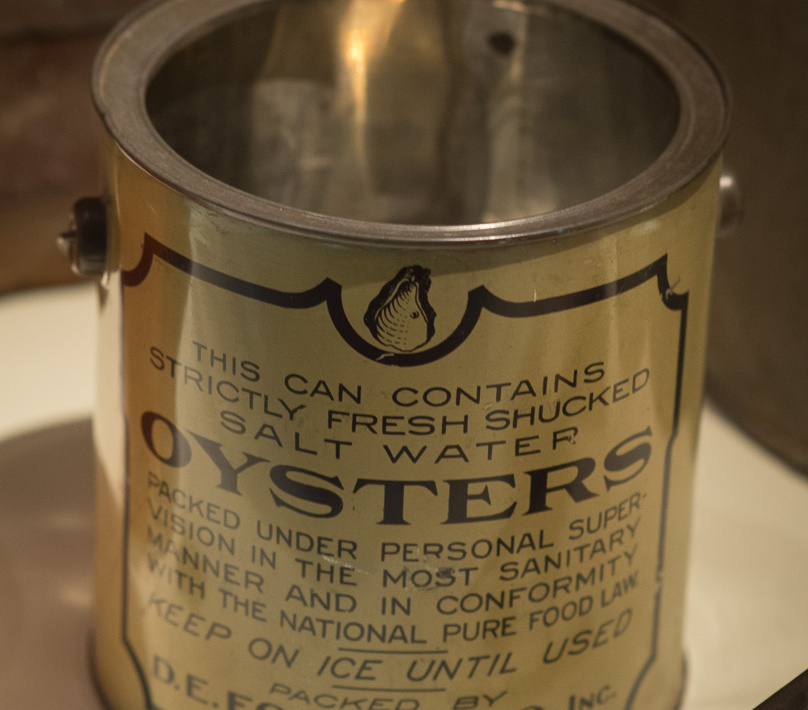 THIS CAN CONTAINS
STRICTLY FRESH SHUCKED
SALT WATER
OYSTERS
PACKED UNDER PERSONAL SUPER-
VISION IN THE MOST SANITARY
MANNER AND IN CONFORMITY
WITH THE NATIONAL PURE FOOD LAW.
KEEP ON ICE UNTIL USED
PACKED BY
D.E. INC.